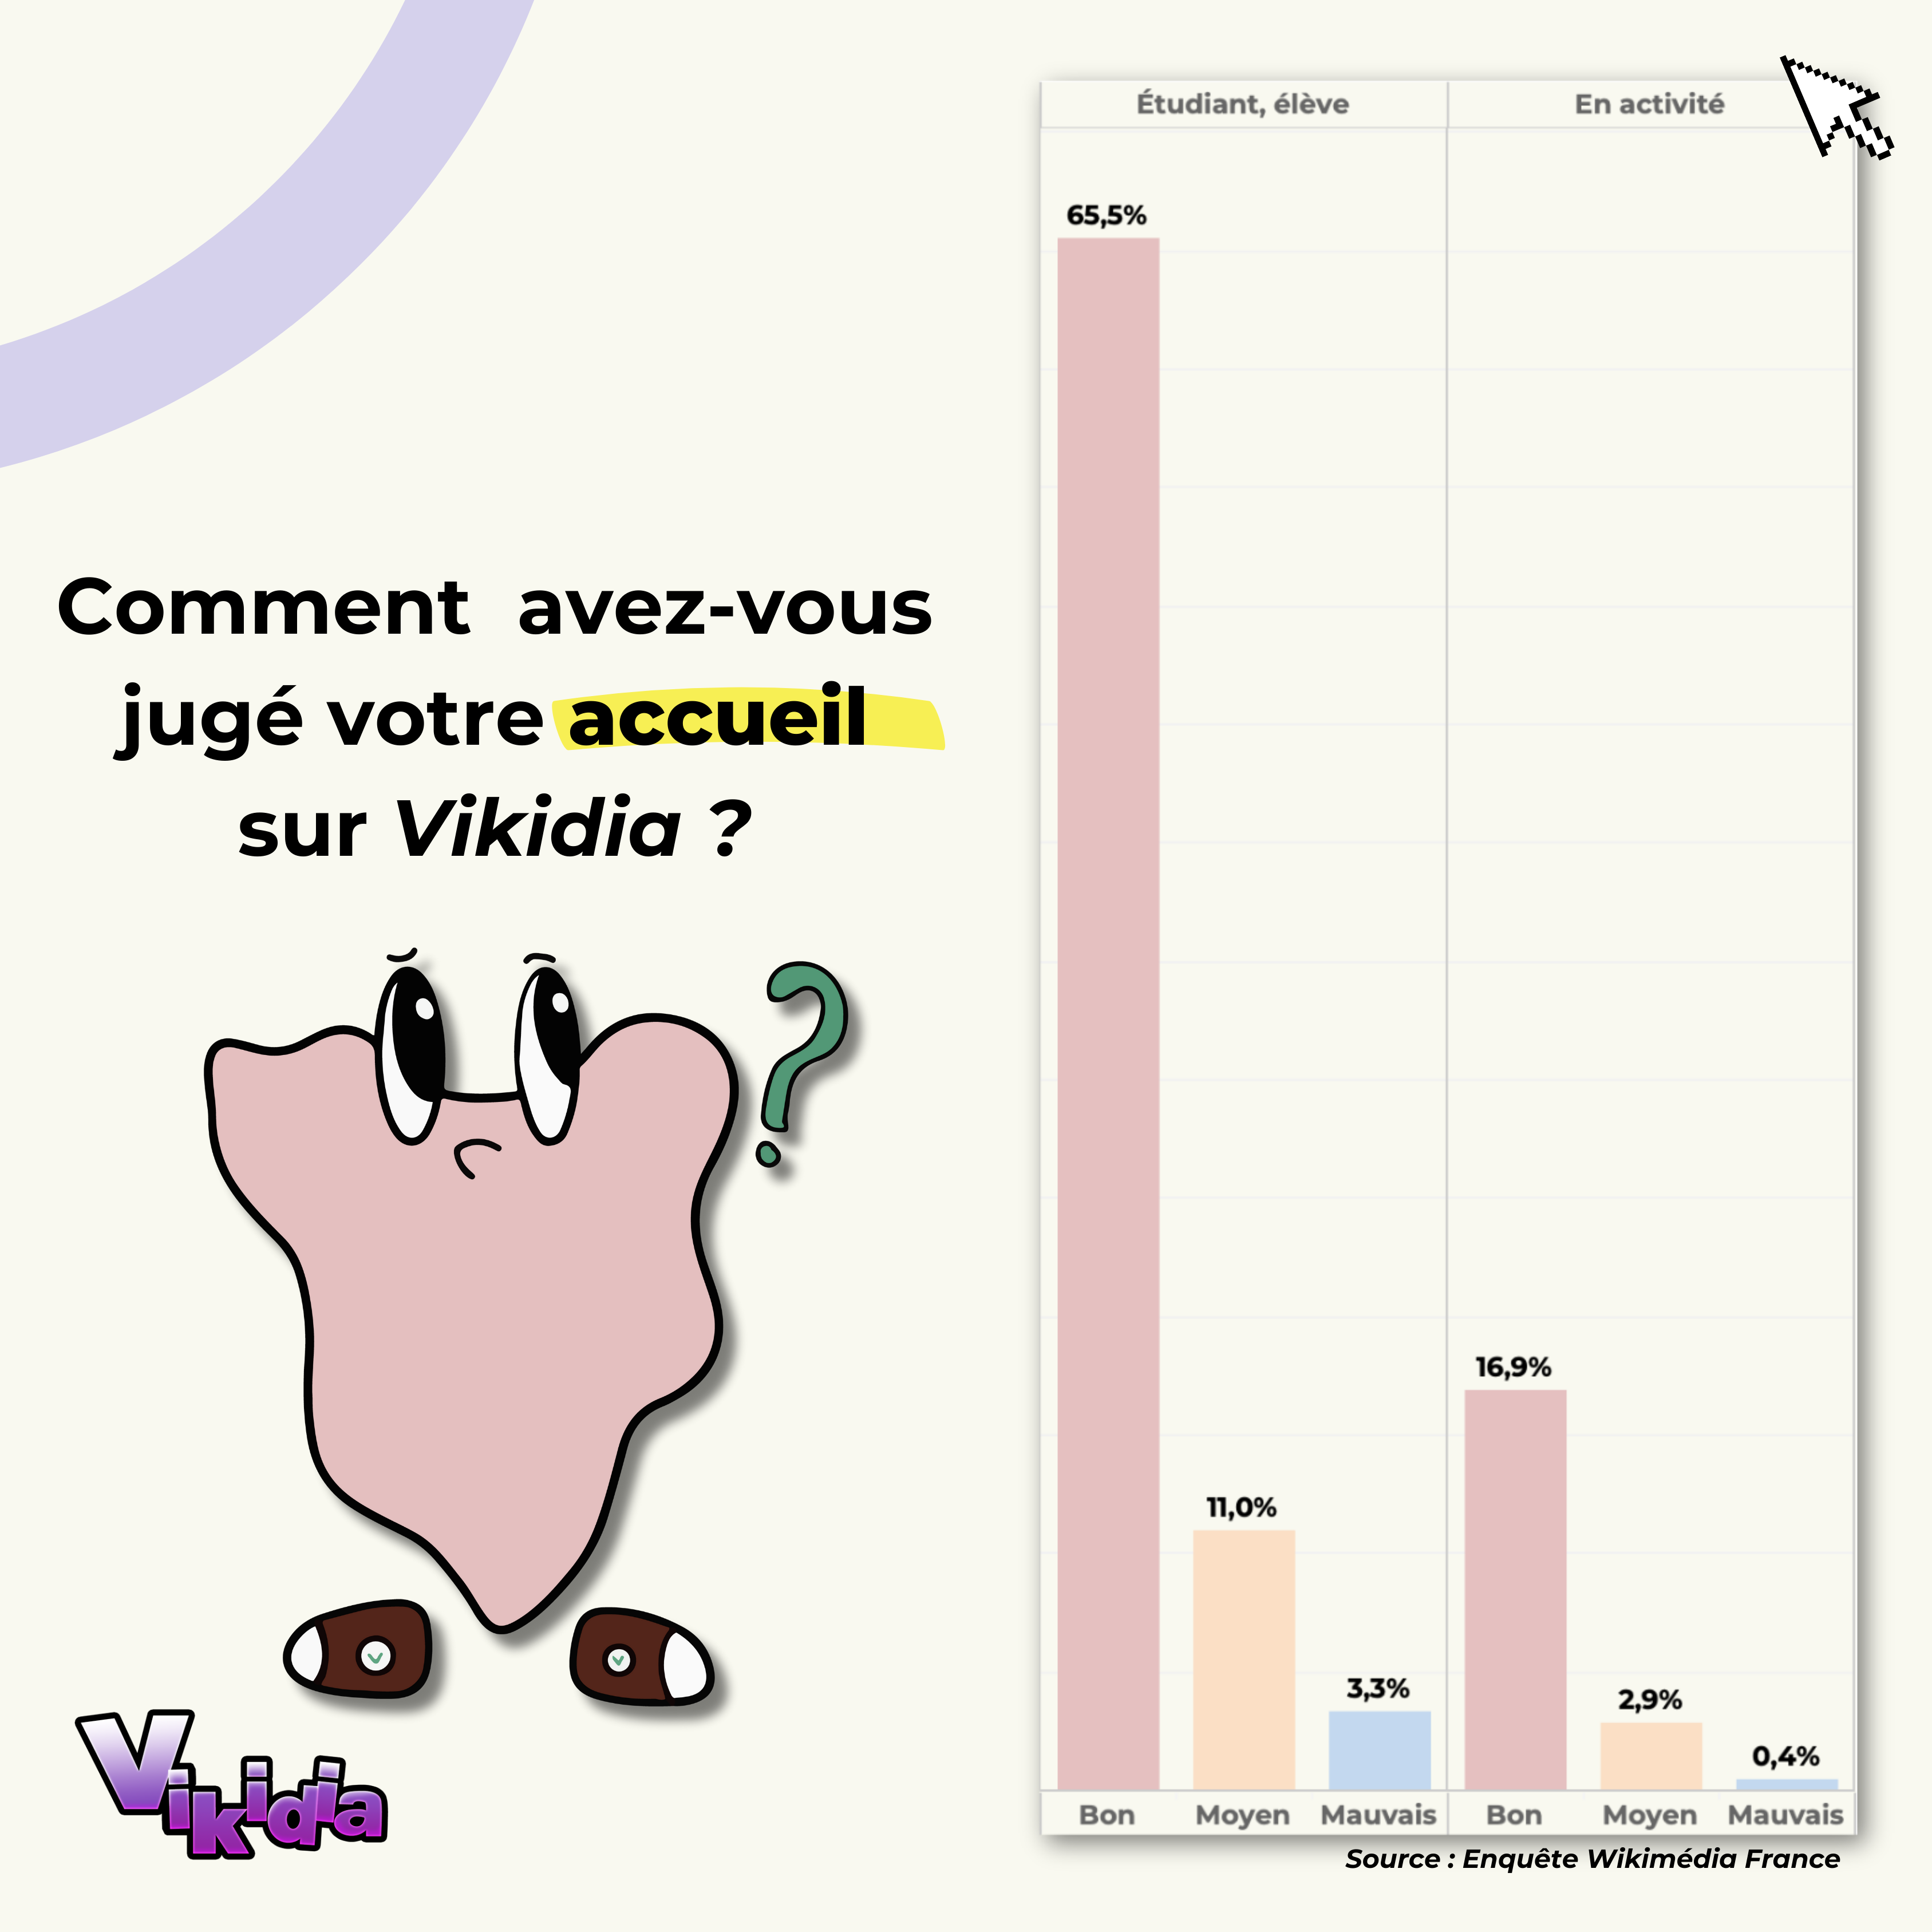 Comment avez-vous
jugé votre accueil
sur Vikidia ?
?
Vikidia
Étudiant, élève
En activité
65,5%
11,0%
3,3%
16,9%
2,9%
0,4%
Bon
Moyen
Mauvais
Bon
Moyen
Mauvais
Source : Enquête Wikimédia France